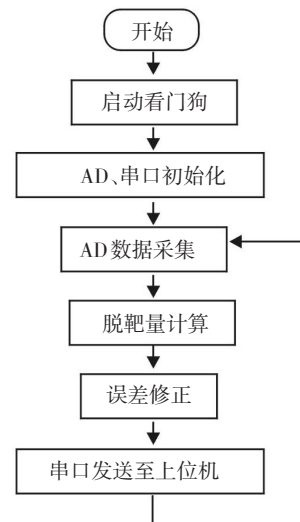 开始
启动看门狗
AD、串口初始化
AD数据采集
脱靶量计算
误差修正
串口发送至上位机